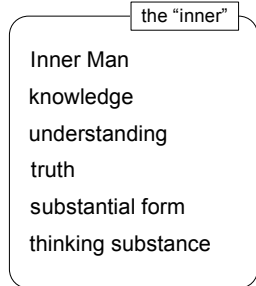 the “inner”
Inner Man
knowledge
understanding
truth
substantial form
thinking substance